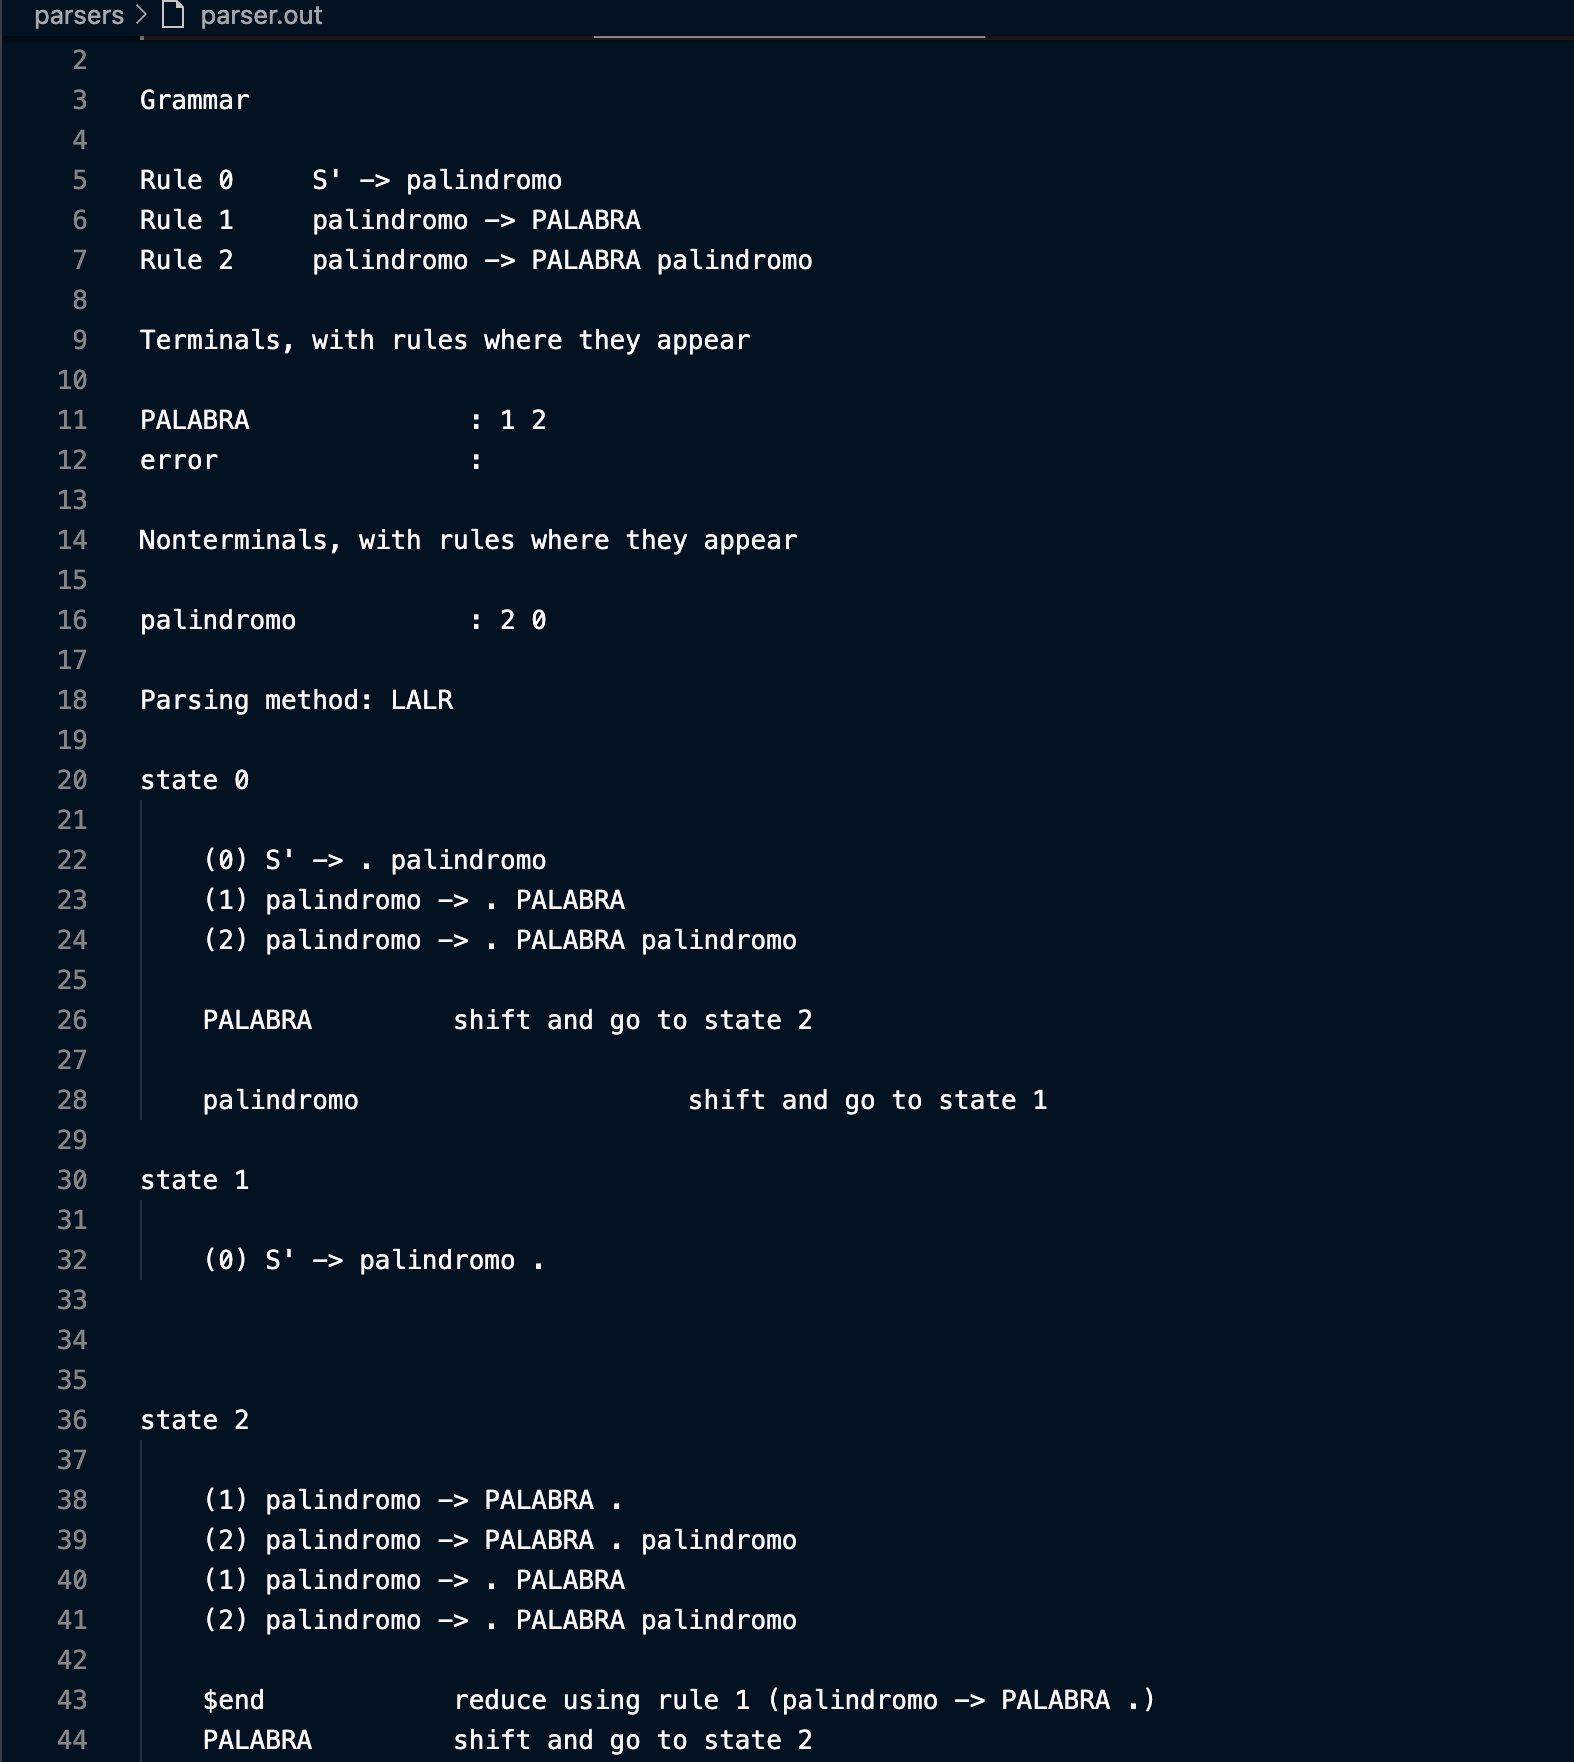 parsers > parser.out
2
3 Grammar
4
5 Rule 0     S' -> palindromo
6 Rule 1     palindromo -> PALABRA
7 Rule 2     palindromo -> PALABRA palindromo
8
9 Terminals, with rules where they appear
10
11 PALABRA              : 1 2
12 error                :
13
14 Nonterminals, with rules where they appear
15
16 palindromo           : 2 0
17
18 Parsing method: LALR
19
20 state 0
21
22     (0) S' -> . palindromo
23     (1) palindromo -> . PALABRA
24     (2) palindromo -> . PALABRA palindromo
25
26     PALABRA         shift and go to state 2
27
28     palindromo                     shift and go to state 1
29
30 state 1
31
32     (0) S' -> palindromo .
33
34
35
36 state 2
37
38     (1) palindromo -> PALABRA .
39     (2) palindromo -> PALABRA . palindromo
40     (1) palindromo -> . PALABRA
41     (2) palindromo -> . PALABRA palindromo
42
43     $end            reduce using rule 1 (palindromo -> PALABRA .)
44     PALABRA         shift and go to state 2